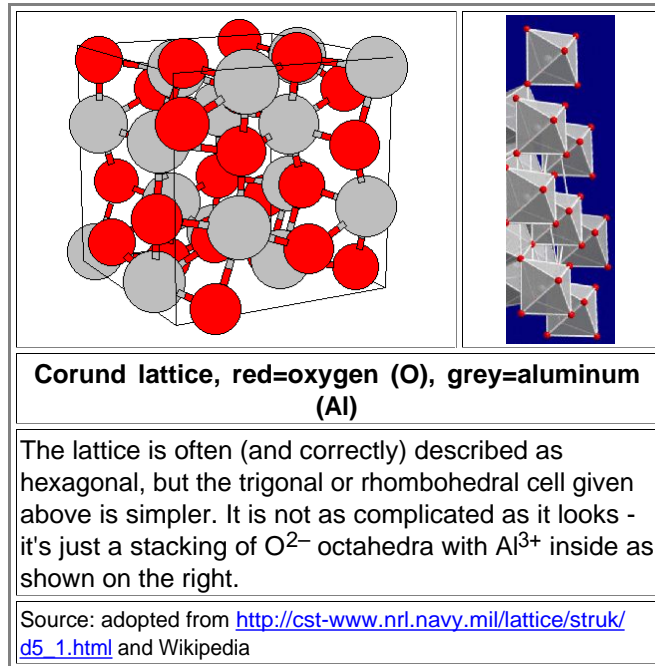 Corund lattice, red=oxygen (O), grey=aluminum
(Al)
The lattice is often (and correctly) described as
hexagonal, but the trigonal or rhombohedral cell given
above is simpler. It is not as complicated as it looks -
it's just a stacking of O²⁻ octahedra with Al³⁺ inside as
shown on the right.
Source: adopted from http://cst-www.nrl.navy.mil/lattice/struk/
d5_1.html and Wikipedia